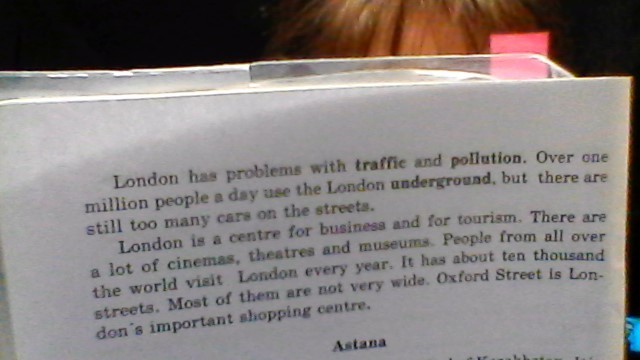 London has problems with traffic and pollution. Over one
million people a day use the London underground, but there are
still too many cars on the streets.
London is a centre for business and for tourism. There are
a lot of cinemas, theatres and museums. People from all over
the world visit London every year. It has about ten thousand
streets. Most of them are not very wide. Oxford Street is Lon-
don's important shopping centre.
Astana
of Kazakhstan.